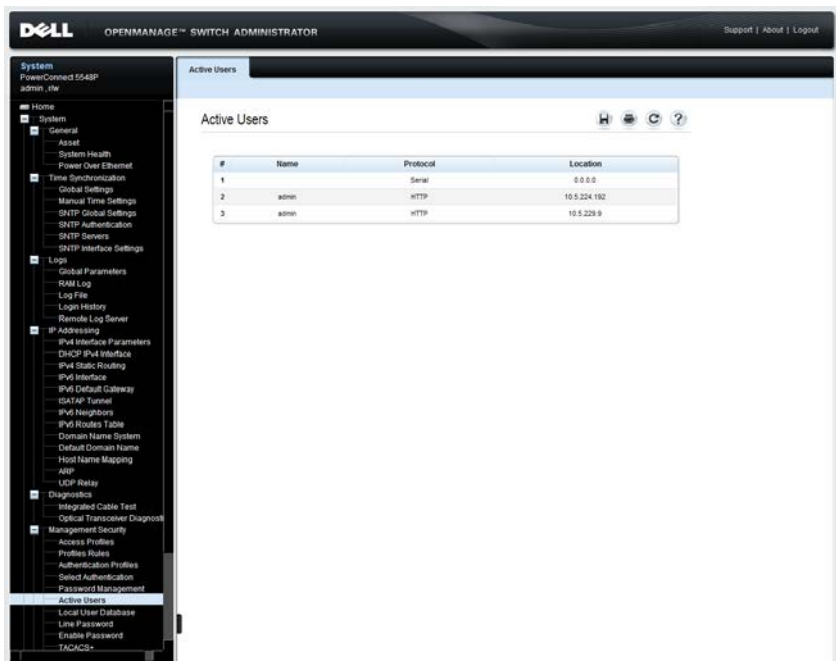 DELL
OPENMANAGE™ SWITCH ADMINISTRATOR
Support | About | Logout
System
PowerConnect 5548P
admin , r/w
Active Users
Home
System
General
Asset
System Health
Power Over Ethernet
Time Synchronization
Global Settings
Manual Time Settings
SNTP Global Settings
SNTP Authentication
SNTP Servers
SNTP Interface Settings
Logs
Global Parameters
RAM Log
Log File
Login History
Remote Log Server
IP Addressing
IPv4 Interface Parameters
DHCP IPv4 Interface
IPv4 Static Routing
IPv6 Interface
IPv6 Default Gateway
ISATAP Tunnel
IPv6 Neighbors
IPv6 Routes Table
Domain Name System
Default Domain Name
Host Name Mapping
ARP
UDP Relay
Diagnostics
Integrated Cable Test
Optical Transceiver Diagnosti
Management Security
Access Profiles
Profiles Rules
Authentication Profiles
Select Authentication
Password Management
Active Users
Local User Database
Line Password
Enable Password
TACACS+
Active Users
?
# Name Protocol Location
1 Serial 0.0.0.0
2 admin HTTP 10.5.224.192
3 admin HTTP 10.5.229.9